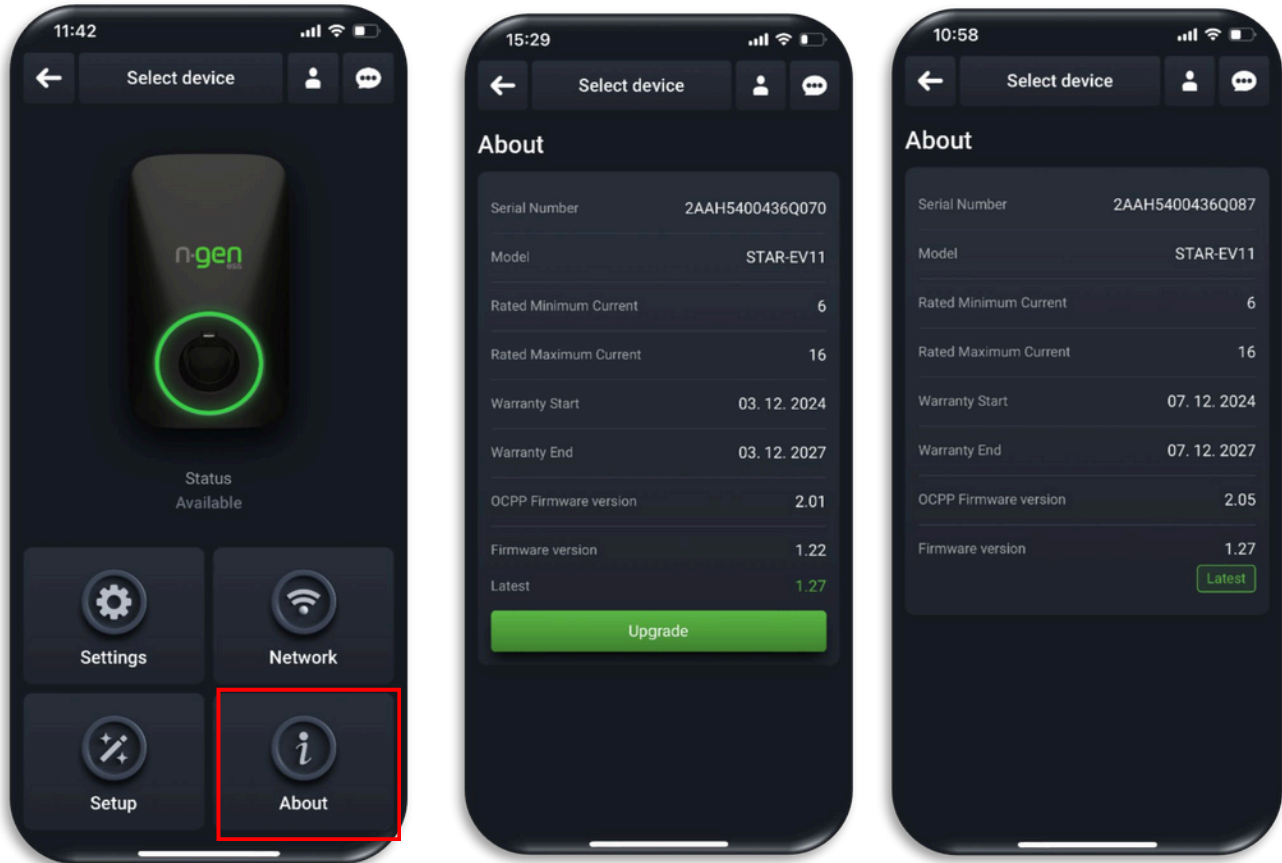 11:42
Select device
n·gen
ess
Status
Available
Settings
Network
Setup
About
15:29
Select device
About
Serial Number 2AAH5400436Q070
Model STAR-EV11
Rated Minimum Current 6
Rated Maximum Current 16
Warranty Start 03. 12. 2024
Warranty End 03. 12. 2027
OCPP Firmware version 2.01
Firmware version 1.22
Latest 1.27
Upgrade
10:58
Select device
About
Serial Number 2AAH5400436Q087
Model STAR-EV11
Rated Minimum Current 6
Rated Maximum Current 16
Warranty Start 07. 12. 2024
Warranty End 07. 12. 2027
OCPP Firmware version 2.05
Firmware version 1.27
Latest